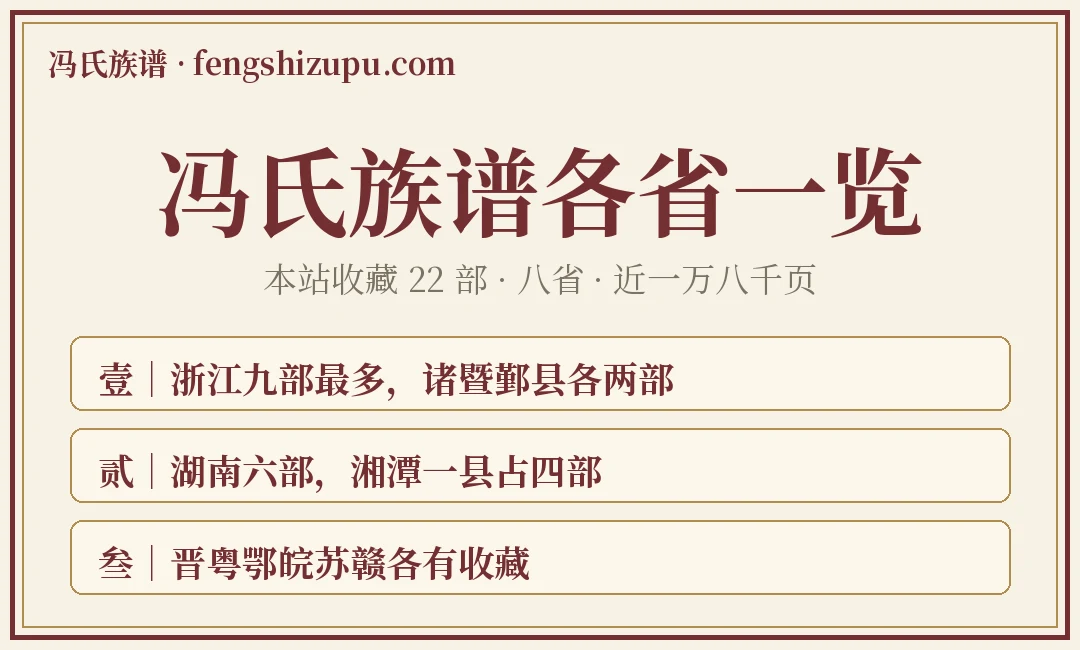 冯氏族谱 · fengshizupu.com
冯氏族谱各省一览
本站收藏 22 部 · 八省 · 近一万八千页
壹｜浙江九部最多，诸暨鄞县各两部
贰｜湖南六部，湘潭一县占四部
叁｜晋粤鄂皖苏赣各有收藏